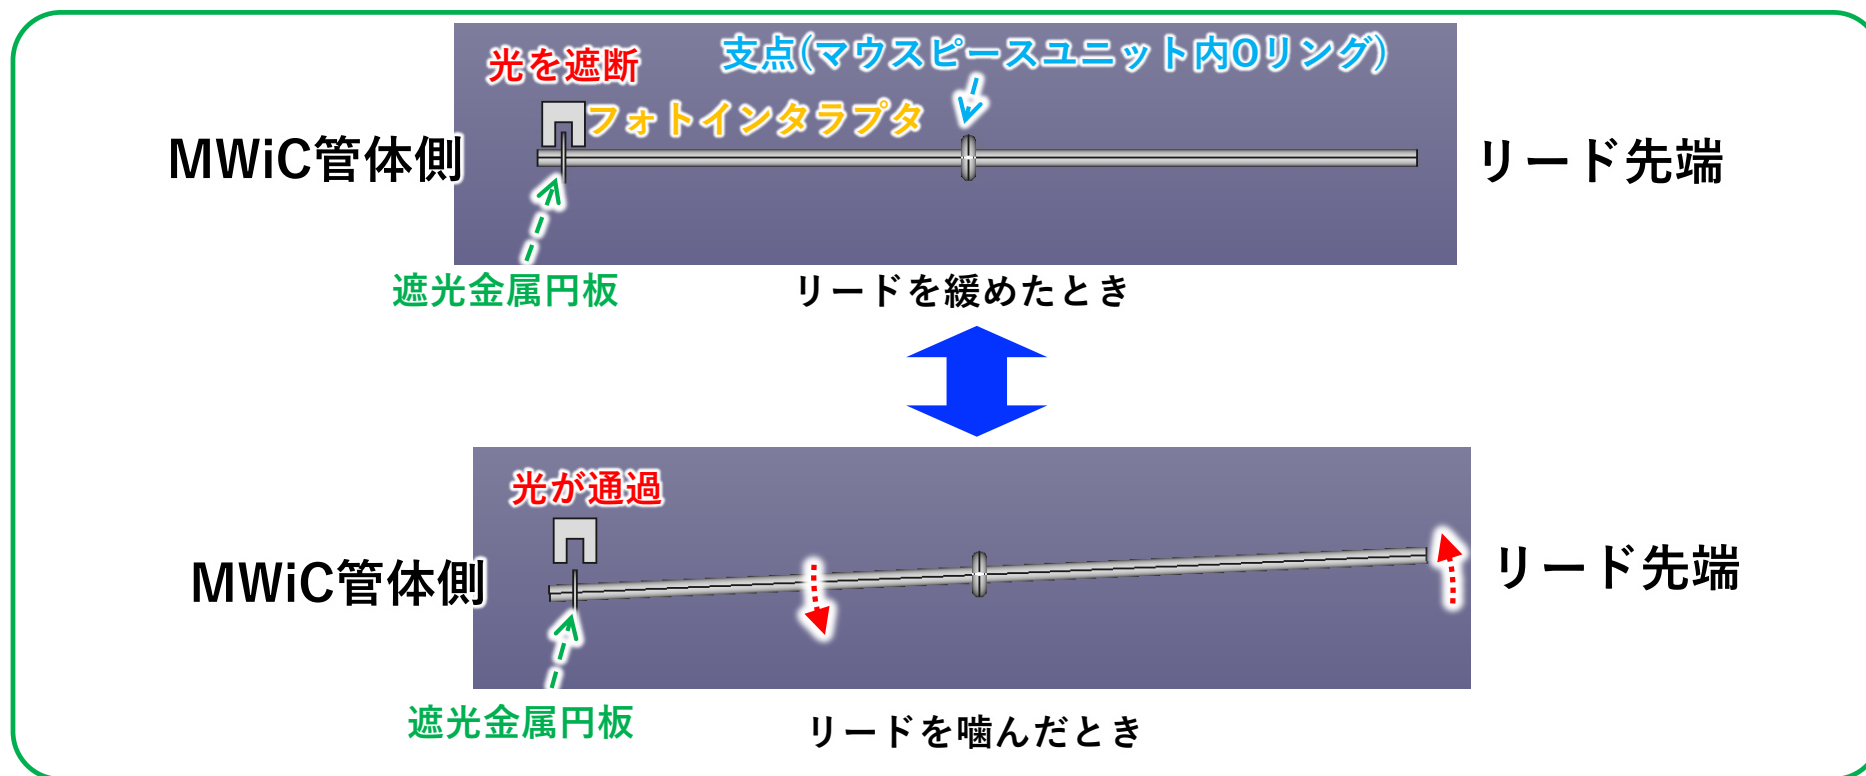 光を遮断
支点(マウスピースユニット内Oリング)
フォトインタラプタ
MWiC管体側
リード先端
遮光金属円板
リードを緩めたとき
光が通過
MWiC管体側
リード先端
遮光金属円板
リードを噛んだとき